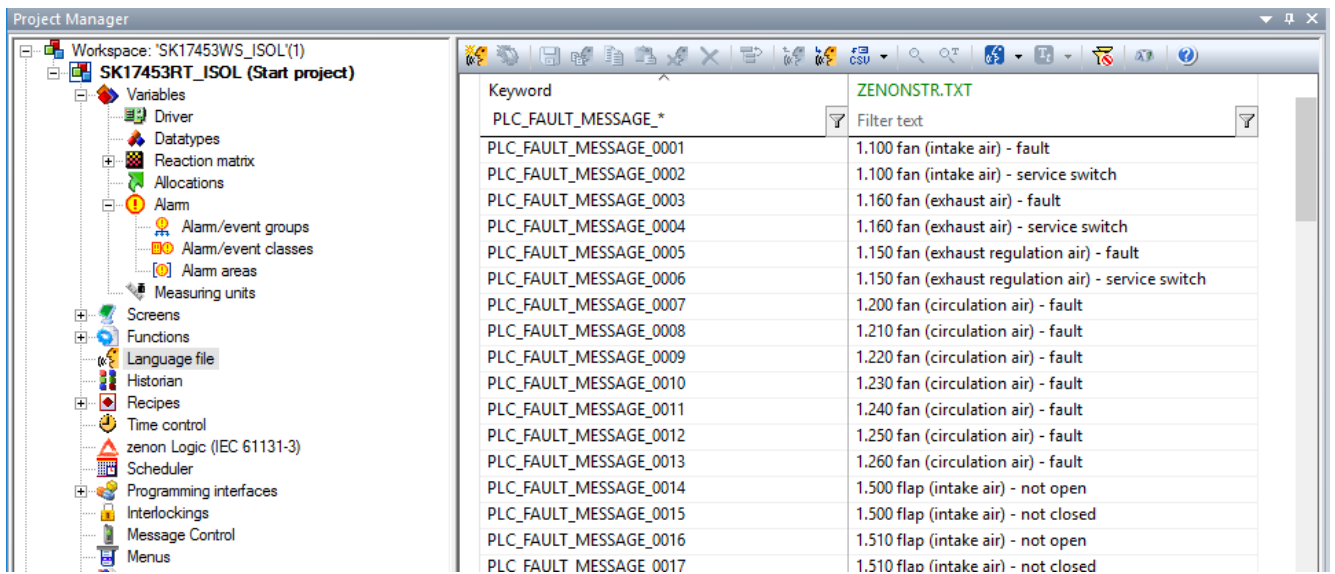 Project Manager
Workspace: 'SK17453WS_ISOL'(1)
SK17453RT_ISOL (Start project)
Variables
Driver
Datatypes
Reaction matrix
Allocations
Alarm
Alarm/event groups
Alarm/event classes
Alarm areas
Measuring units
Screens
Functions
Language file
Historian
Recipes
Time control
zenon Logic (IEC 61131-3)
Scheduler
Programming interfaces
Interlockings
Message Control
Menus
CSV
Keyword ZENONSTR.TXT
PLC_FAULT_MESSAGE_* Filter text
PLC_FAULT_MESSAGE_0001 1.100 fan (intake air) - fault
PLC_FAULT_MESSAGE_0002 1.100 fan (intake air) - service switch
PLC_FAULT_MESSAGE_0003 1.160 fan (exhaust air) - fault
PLC_FAULT_MESSAGE_0004 1.160 fan (exhaust air) - service switch
PLC_FAULT_MESSAGE_0005 1.150 fan (exhaust regulation air) - fault
PLC_FAULT_MESSAGE_0006 1.150 fan (exhaust regulation air) - service switch
PLC_FAULT_MESSAGE_0007 1.200 fan (circulation air) - fault
PLC_FAULT_MESSAGE_0008 1.210 fan (circulation air) - fault
PLC_FAULT_MESSAGE_0009 1.220 fan (circulation air) - fault
PLC_FAULT_MESSAGE_0010 1.230 fan (circulation air) - fault
PLC_FAULT_MESSAGE_0011 1.240 fan (circulation air) - fault
PLC_FAULT_MESSAGE_0012 1.250 fan (circulation air) - fault
PLC_FAULT_MESSAGE_0013 1.260 fan (circulation air) - fault
PLC_FAULT_MESSAGE_0014 1.500 flap (intake air) - not open
PLC_FAULT_MESSAGE_0015 1.500 flap (intake air) - not closed
PLC_FAULT_MESSAGE_0016 1.510 flap (intake air) - not open
PLC_FAULT_MESSAGE_0017 1.510 flap (intake air) - not closed